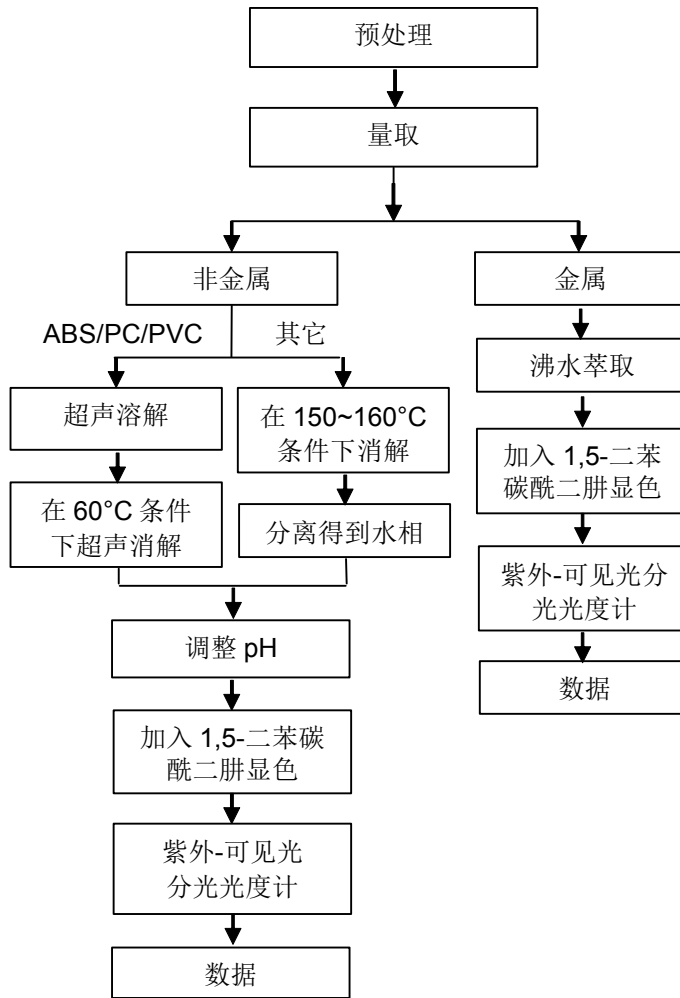 预处理
量取
非金属
金属
ABS/PC/PVC
其它
超声溶解
在 60°C 条件
下超声消解
在 150~160°C
条件下消解
分离得到水相
调整 pH
加入 1,5-二苯碳
酰二肼显色
紫外-可见光
分光光度计
数据
沸水萃取
加入 1,5-二苯
碳酰二肼显色
紫外-可见光分
光光度计
数据